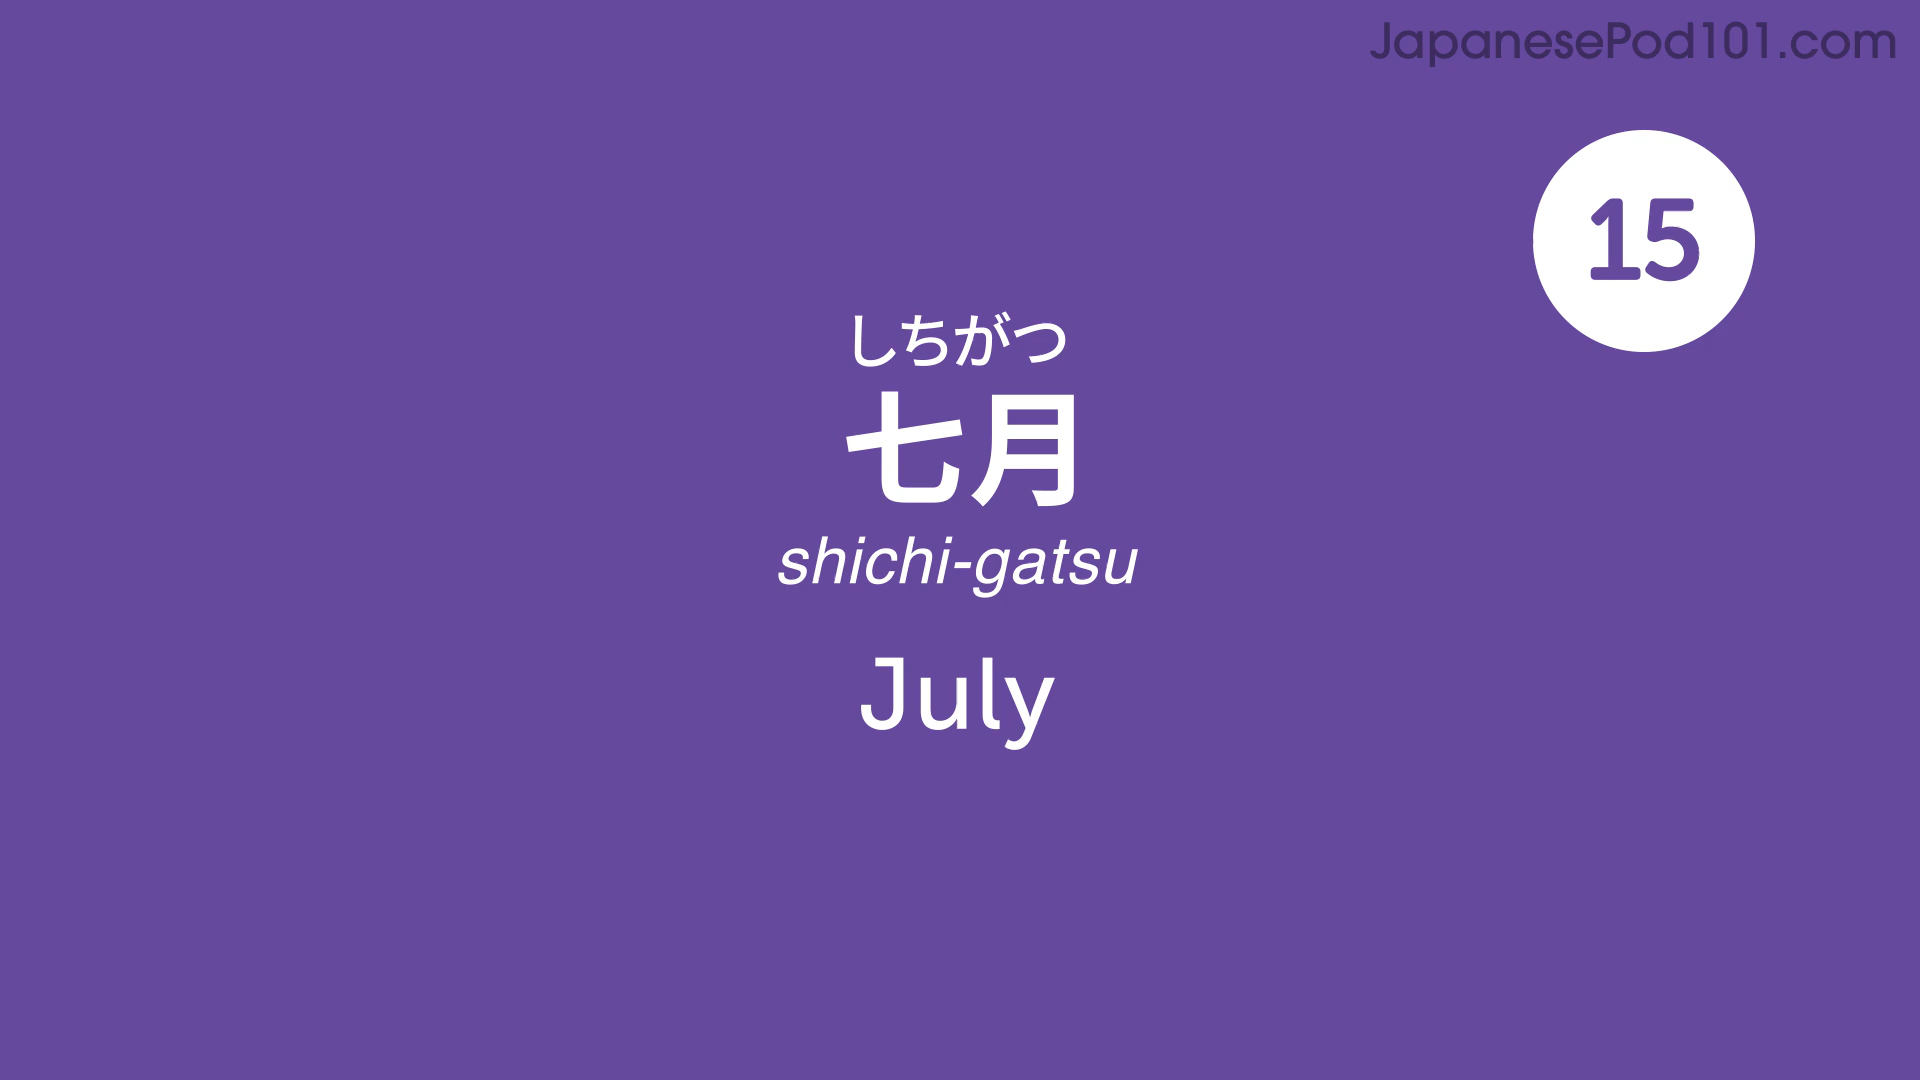 JapanesePod101.com
15
しちがつ
七月
shichi-gatsu
July